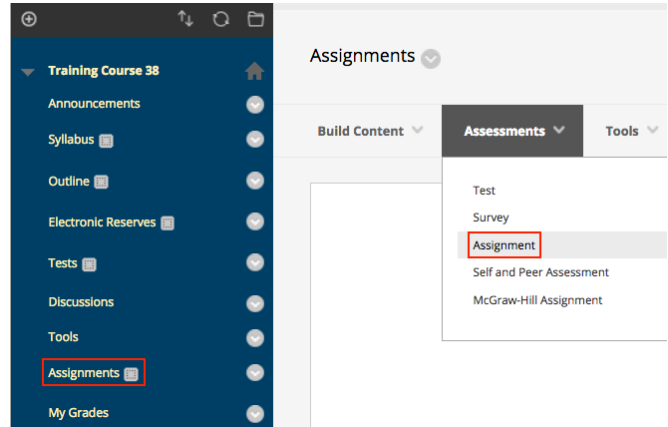 Training Course 38
Announcements
Syllabus
Outline
Electronic Reserves
Tests
Discussions
Tools
Assignments
My Grades
Assignments
Build Content
Assessments
Tools
Test
Survey
Assignment
Self and Peer Assessment
McGraw-Hill Assignment